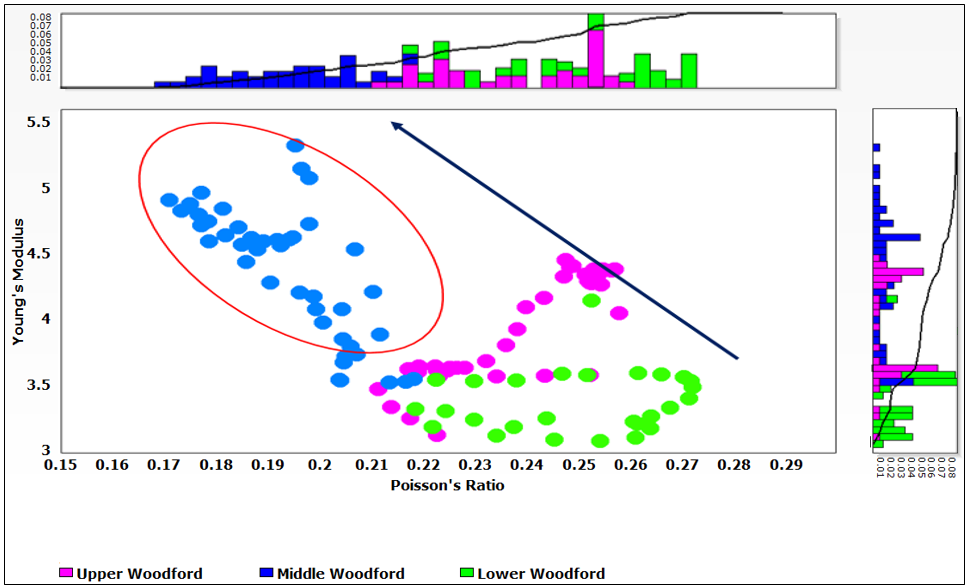 0.08
0.07
0.06
0.05
0.04
0.03
0.02
0.01
5.5
5
4.5
4
3.5
3
Young's Modulus
0.15 0.16 0.17 0.18 0.19 0.2 0.21 0.22 0.23 0.24 0.25 0.26 0.27 0.28 0.29
Poisson's Ratio
0.01 0.02 0.03 0.04 0.05 0.06 0.07 0.08
Upper Woodford Middle Woodford Lower Woodford